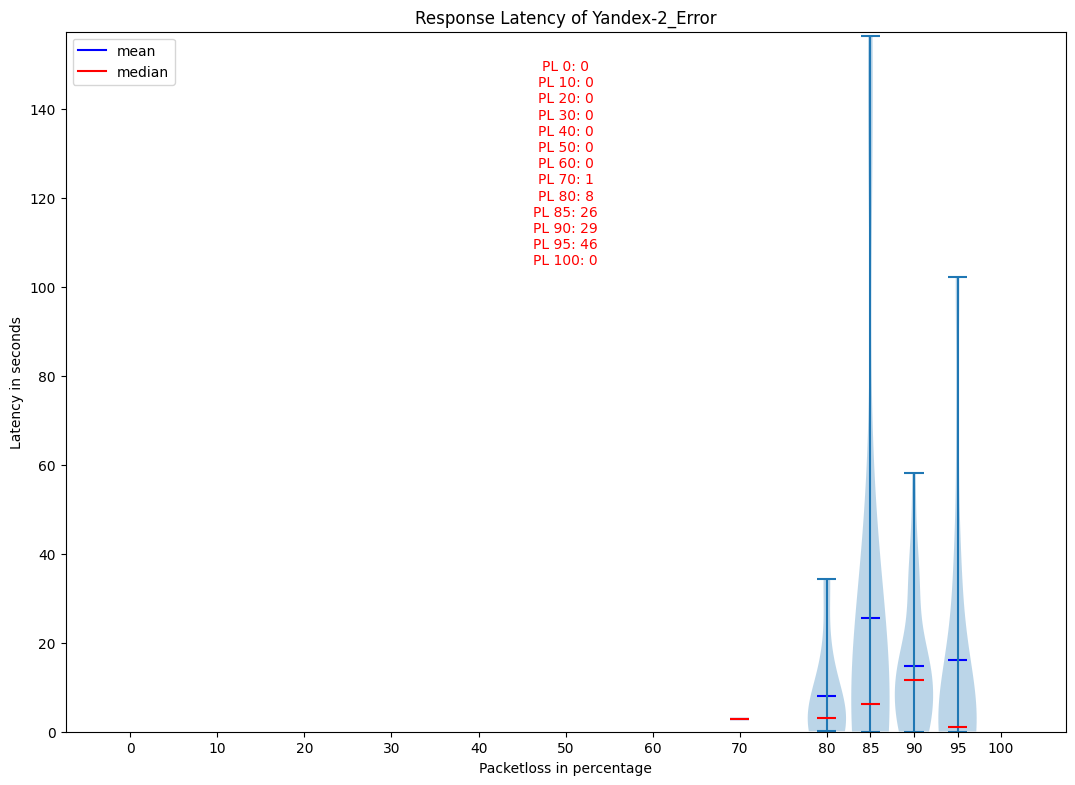 Response Latency of Yandex-2_Error
mean
median
PL 0: 0
PL 10: 0
PL 20: 0
PL 30: 0
PL 40: 0
PL 50: 0
PL 60: 0
PL 70: 1
PL 80: 8
PL 85: 26
PL 90: 29
PL 95: 46
PL 100: 0
Latency in seconds
140
120
100
80
60
40
20
0
0 10 20 30 40 50 60 70 80 85 90 95 100
Packetloss in percentage